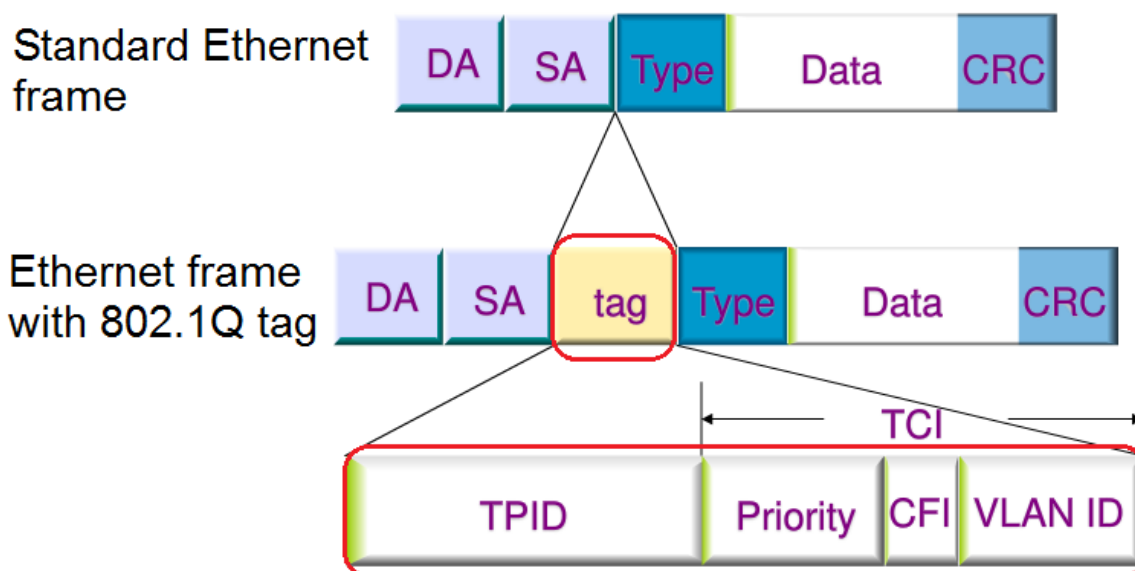 Standard Ethernet
frame
DA SA Type Data CRC
Ethernet frame
with 802.1Q tag
DA SA tag Type Data CRC
TCI
TPID Priority CFI VLAN ID